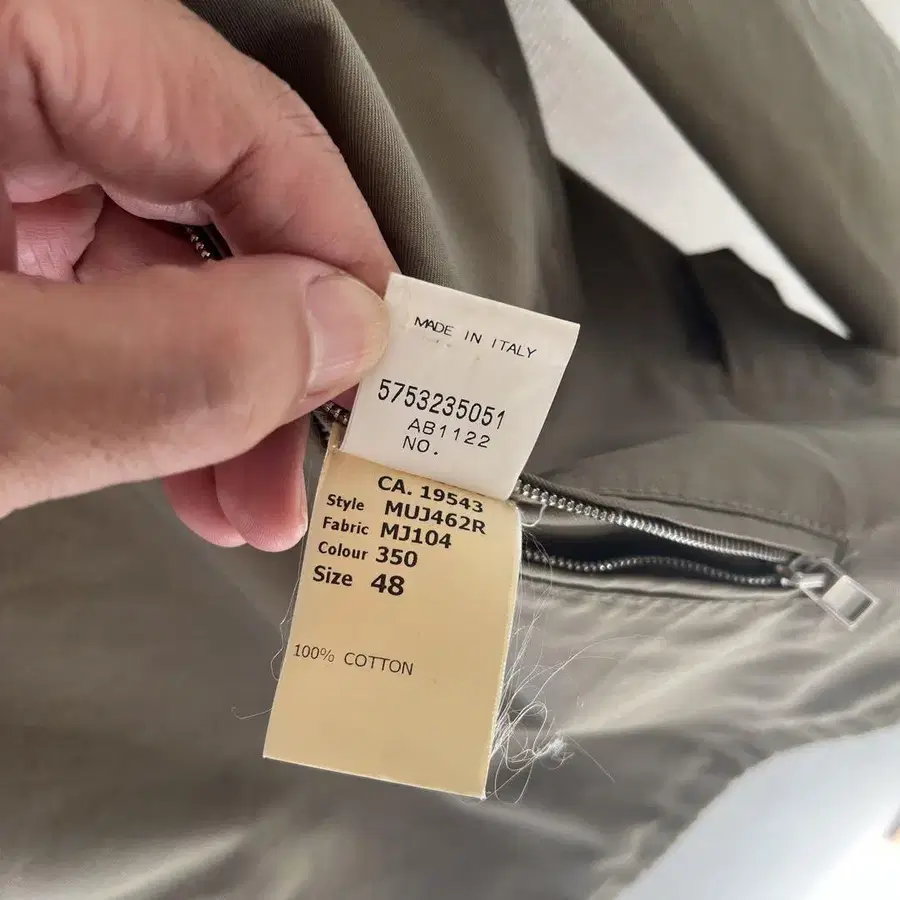 MADE IN ITALY
5753235051
AB1122
NO.
CA. 19543
Style MUJ462R
Fabric MJ104
Colour 350
Size 48
100% COTTON